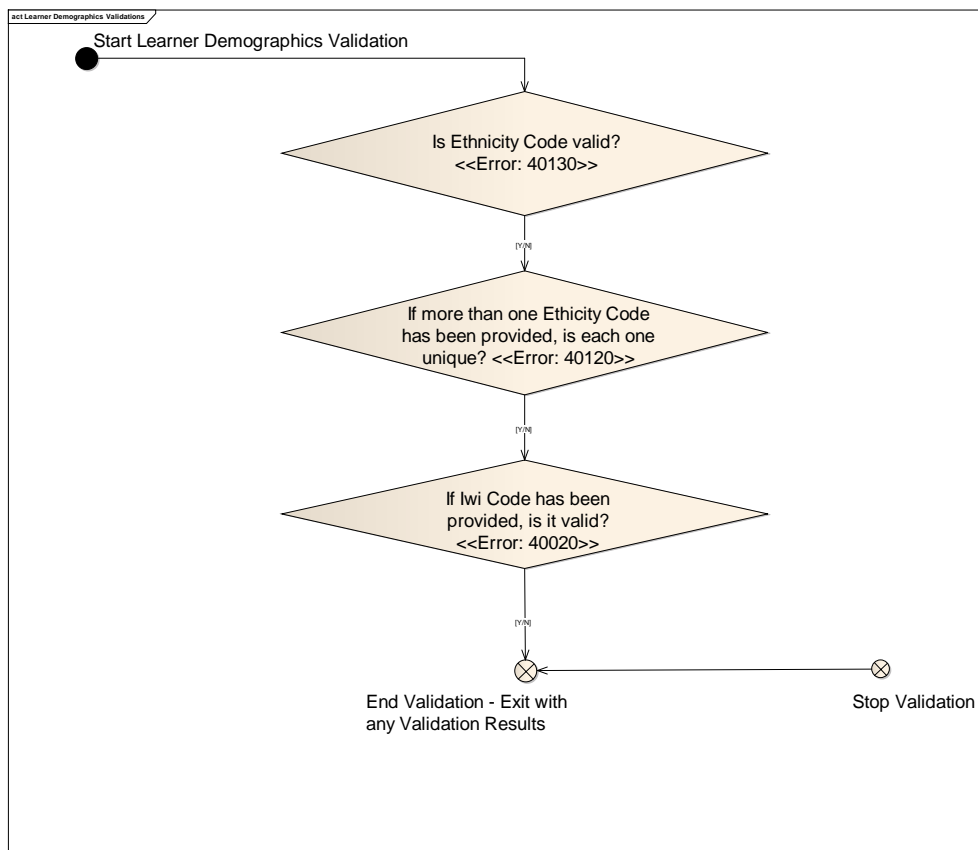 act Learner Demographics Validations
Start Learner Demographics Validation
Is Ethnicity Code valid?
<<Error: 40130>>
[Y/N]
If more than one Ethicity Code
has been provided, is each one
unique? <<Error: 40120>>
[Y/N]
If Iwi Code has been
provided, is it valid?
<<Error: 40020>>
[Y/N]
End Validation - Exit with
any Validation Results
Stop Validation